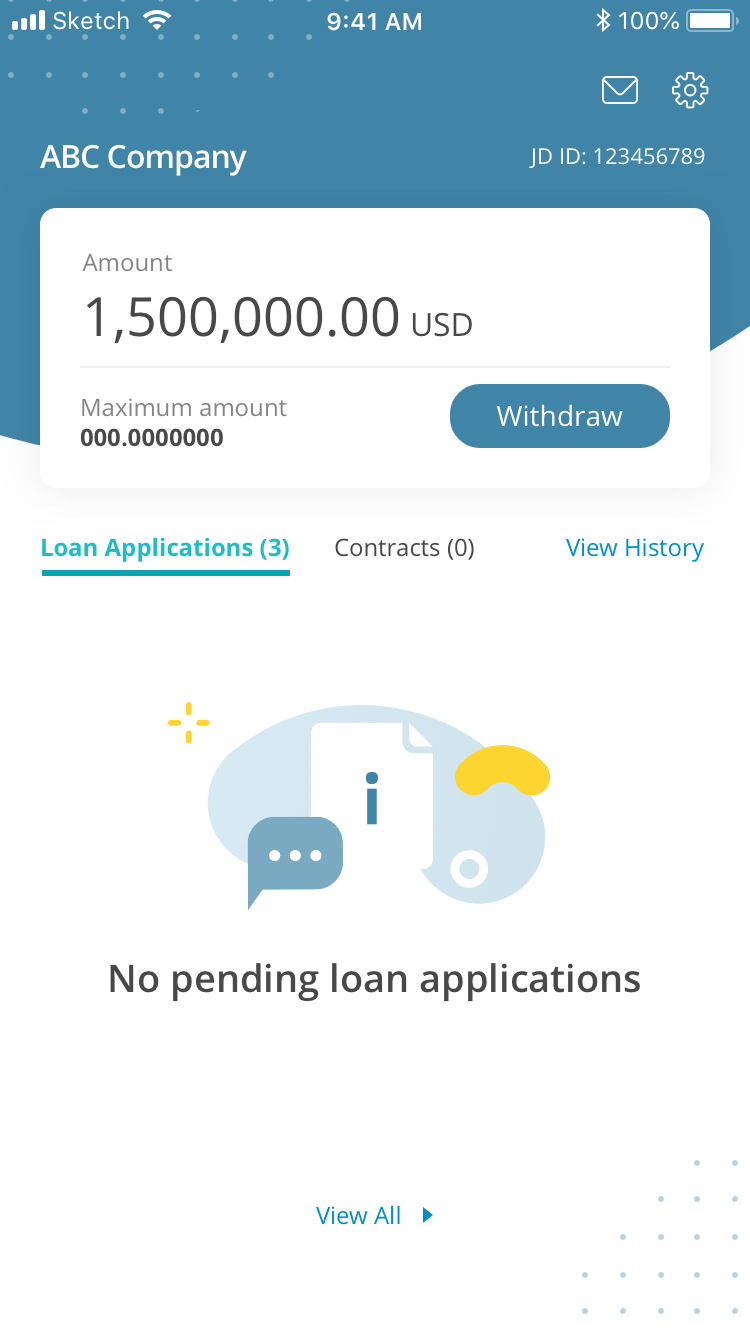 Sketch 9:41 AM 100%
ABC Company JD ID: 123456789
Amount
1,500,000.00 USD
Maximum amount
000.0000000
Withdraw
Loan Applications (3) Contracts (0) View History
i
No pending loan applications
View All